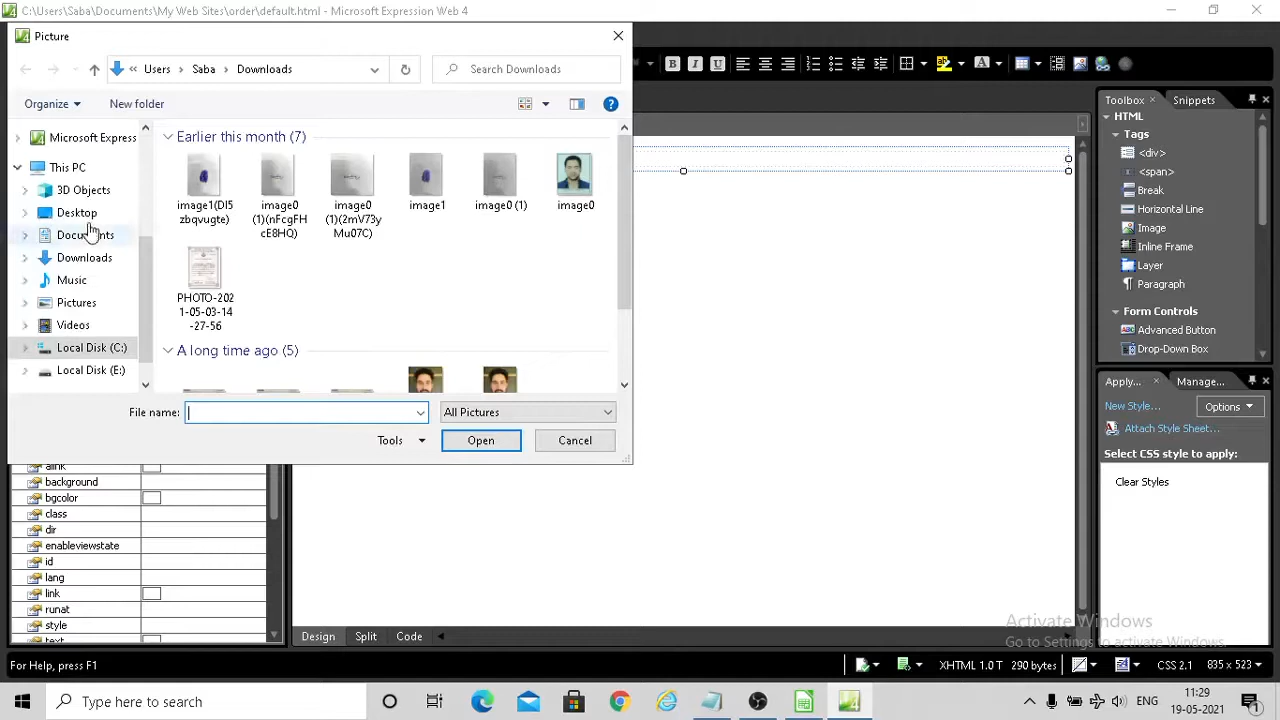 C:\Users\Saba\Documents\My Web Sites\order\default.html - Microsoft Expression Web 4
Picture
Users
Saba
Downloads
Search Downloads
Organize
New folder
Microsoft Express
This PC
3D Objects
Desktop
Documents
Downloads
Music
Pictures
Videos
Local Disk (C:)
Local Disk (E:)
Earlier this month (7)
image1(DI5
zbqvugte)
image0
(1)(nFcgFH
cE8HQ)
image0
(1)(2mV73y
Mu07C)
image1
image0 (1)
image0
PHOTO-202
1-05-03-14
-27-56
A long time ago (5)
File name:
All Pictures
Tools
Open
Cancel
B
I
U
A
Toolbox
Snippets
HTML
Tags
<div>
<span>
Break
Horizontal Line
Image
Inline Frame
Layer
Paragraph
Form Controls
Advanced Button
Drop-Down Box
Apply...
Manage...
New Style...
Options
Attach Style Sheet...
Select CSS style to apply:
Clear Styles
alink
background
bgcolor
class
dir
enableviewstate
id
lang
link
runat
style
text
Design
Split
Code
Activate Windows
Go to Settings to activate Windows.
For Help, press F1
XHTML 1.0 T
290 bytes
CSS 2.1
835 x 523
Type here to search
ENG
11:29
19-05-2021
1